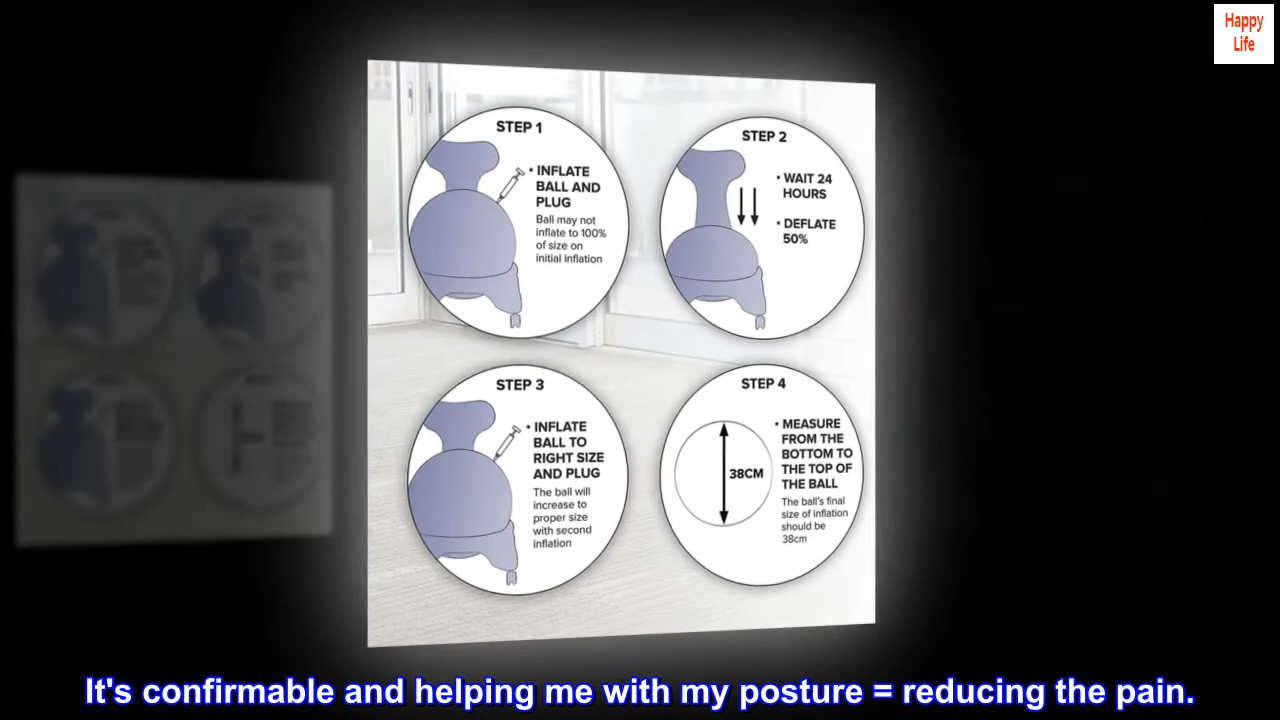 Happy
Life
STEP 1
• INFLATE
BALL AND
PLUG
Ball may not
inflate to 100%
of size on
initial inflation
STEP 2
• WAIT 24
HOURS
• DEFLATE
50%
STEP 3
• INFLATE
BALL TO
RIGHT SIZE
AND PLUG
The ball will
increase to
proper size
with second
inflation
STEP 4
38CM
• MEASURE
FROM THE
BOTTOM TO
THE TOP OF
THE BALL
The ball's final
size of inflation
should be
38cm
It's confirmable and helping me with my posture = reducing the pain.